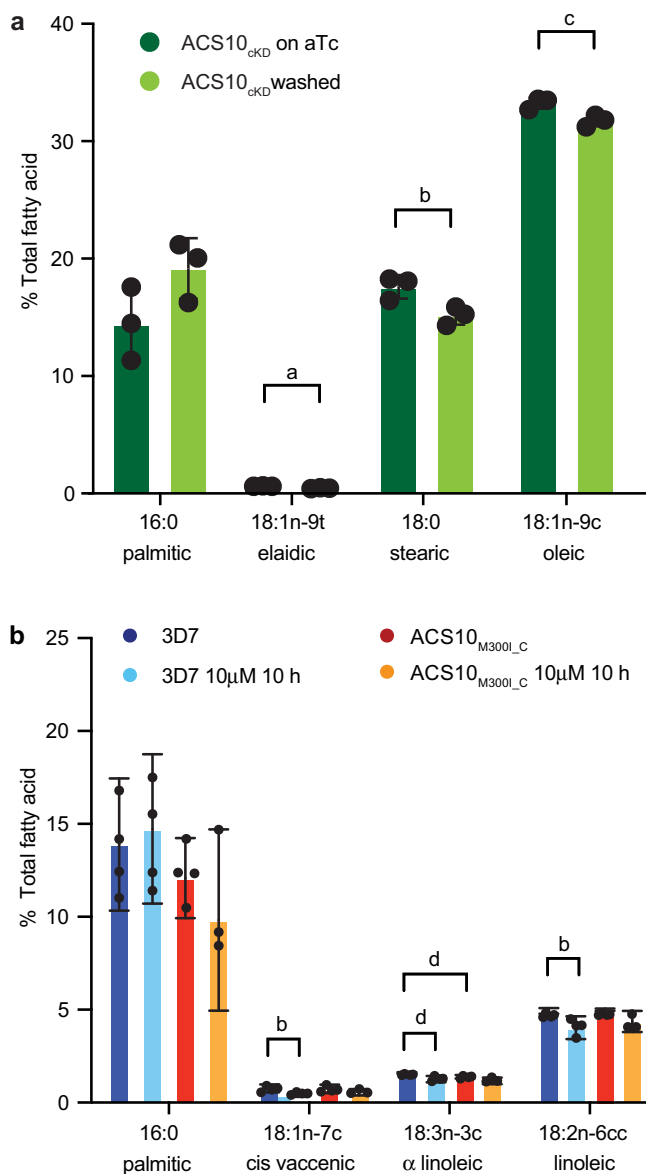 a
ACS10cKD on aTc
ACS10cKD washed
c
b
a
% Total fatty acid
40
30
20
10
0
16:0 18:1n-9t 18:0 18:1n-9c
palmitic elaidic stearic oleic
b
3D7 ACS10M300I_C
3D7 10μM 10 h ACS10M300I_C 10μM 10 h
% Total fatty acid
25
20
15
10
5
0
b d d b
16:0 18:1n-7c 18:3n-3c 18:2n-6cc
palmitic cis vaccenic α linoleic linoleic